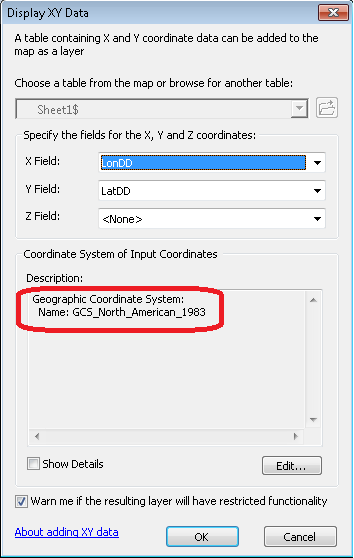 Display XY Data
A table containing X and Y coordinate data can be added to the
map as a layer
Choose a table from the map or browse for another table:
Sheet1$
Specify the fields for the X, Y and Z coordinates:
X Field:
LonDD
Y Field:
LatDD
Z Field:
<None>
Coordinate System of Input Coordinates
Description:
Geographic Coordinate System:
Name: GCS_North_American_1983
Show Details
Edit...
Warn me if the resulting layer will have restricted functionality
About adding XY data
OK
Cancel